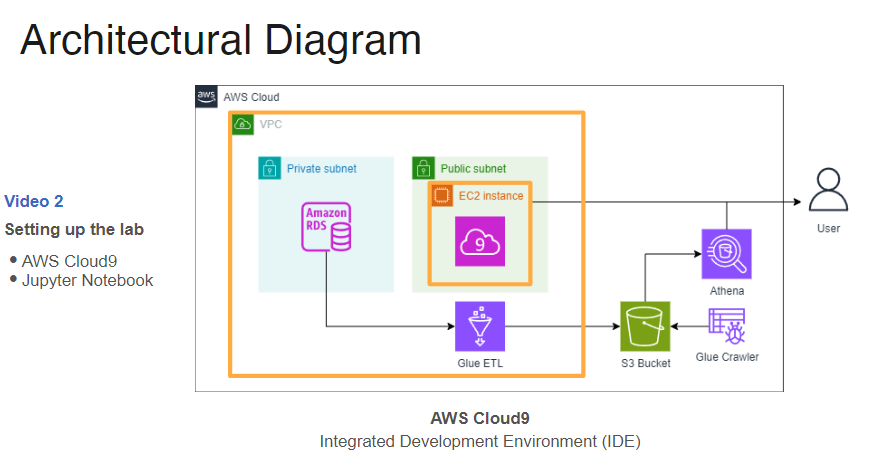 Architectural Diagram
aws
AWS Cloud
VPC
Private subnet
Public subnet
Amazon
RDS
EC2 instance
9
User
Video 2
Setting up the lab
• AWS Cloud9
• Jupyter Notebook
Athena
Glue ETL
S3 Bucket
Glue Crawler
AWS Cloud9
Integrated Development Environment (IDE)